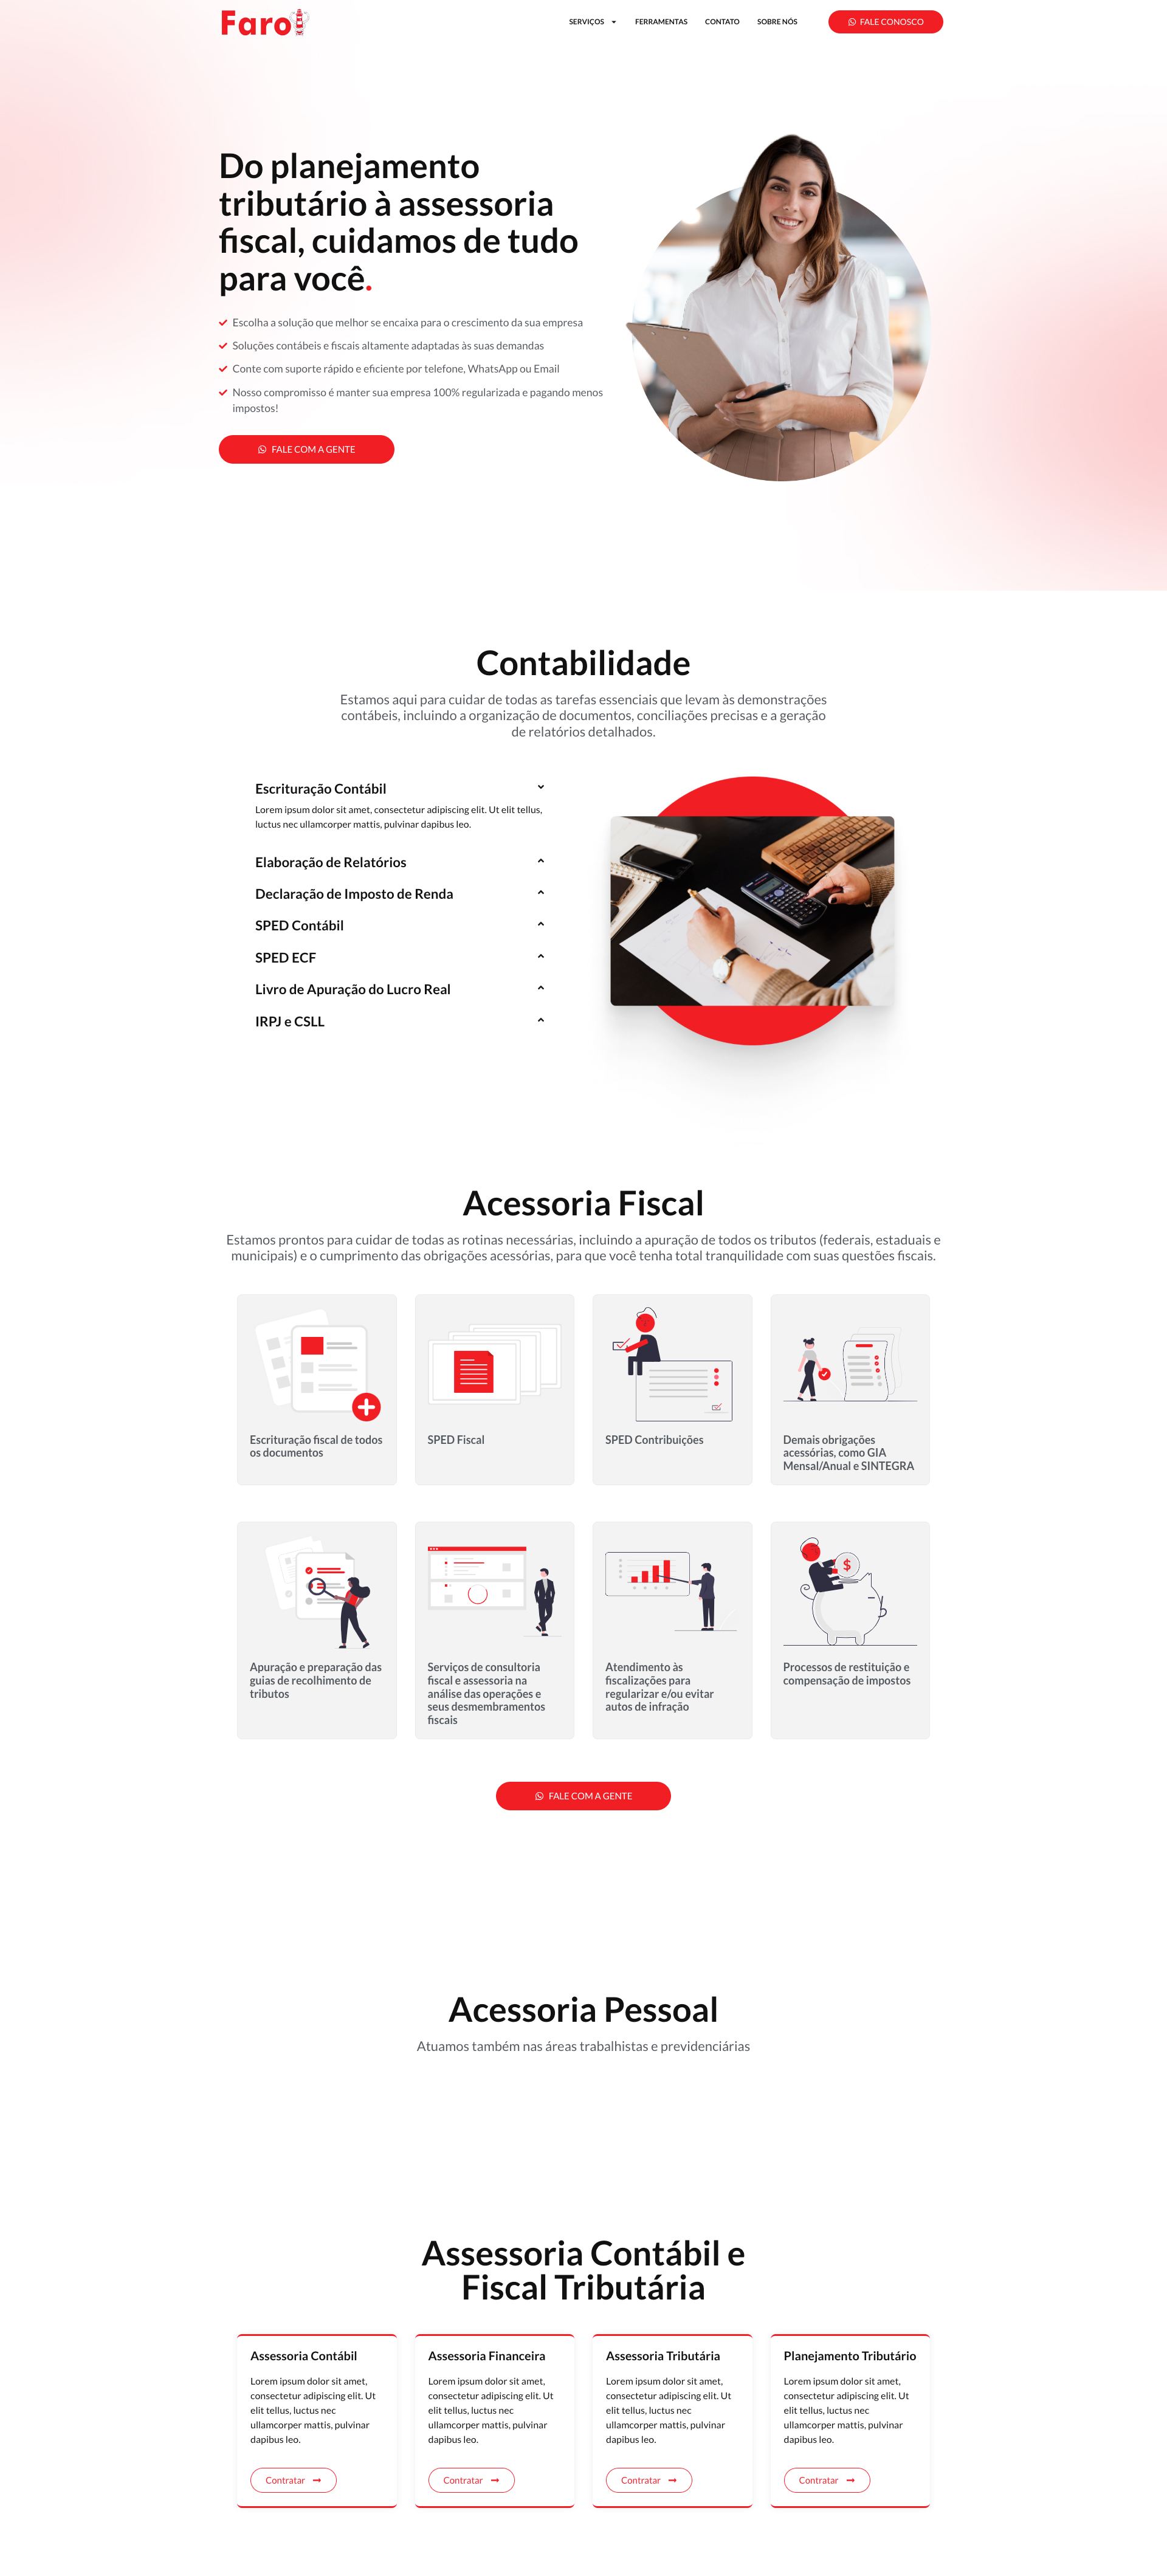 Farol
SERVIÇOS
FERRAMENTAS
CONTATO
SOBRE NÓS
FALE CONOSCO
Do planejamento
tributário à assessoria
fiscal, cuidamos de tudo
para você.
Escolha a solução que melhor se encaixa para o crescimento da sua empresa
Soluções contábeis e fiscais altamente adaptadas às suas demandas
Conte com suporte rápido e eficiente por telefone, WhatsApp ou Email
Nosso compromisso é manter sua empresa 100% regularizada e pagando menos
impostos!
FALE COM A GENTE
Contabilidade
Estamos aqui para cuidar de todas as tarefas essenciais que levam às demonstrações
contábeis, incluindo a organização de documentos, conciliações precisas e a geração
de relatórios detalhados.
Escrituração Contábil
Lorem ipsum dolor sit amet, consectetur adipiscing elit. Ut elit tellus,
luctus nec ullamcorper mattis, pulvinar dapibus leo.
Elaboração de Relatórios
Declaração de Imposto de Renda
SPED Contábil
SPED ECF
Livro de Apuração do Lucro Real
IRPJ e CSLL
Acessoria Fiscal
Estamos prontos para cuidar de todas as rotinas necessárias, incluindo a apuração de todos os tributos (federais, estaduais e
municipais) e o cumprimento das obrigações acessórias, para que você tenha total tranquilidade com suas questões fiscais.
Escrituração fiscal de todos
os documentos
SPED Fiscal
SPED Contribuições
Demais obrigações
acessórias, como GIA
Mensal/Anual e SINTEGRA
Apuração e preparação das
guias de recolhimento de
tributos
Serviços de consultoria
fiscal e assessoria na
análise das operações e
seus desmembramentos
fiscais
Atendimento às
fiscalizações para
regularizar e/ou evitar
autos de infração
$
Processos de restituição e
compensação de impostos
FALE COM A GENTE
Acessoria Pessoal
Atuamos também nas áreas trabalhistas e previdenciárias
Assessoria Contábil e
Fiscal Tributária
Assessoria Contábil
Lorem ipsum dolor sit amet,
consectetur adipiscing elit. Ut
elit tellus, luctus nec
ullamcorper mattis, pulvinar
dapibus leo.
Contratar
Assessoria Financeira
Lorem ipsum dolor sit amet,
consectetur adipiscing elit. Ut
elit tellus, luctus nec
ullamcorper mattis, pulvinar
dapibus leo.
Contratar
Assessoria Tributária
Lorem ipsum dolor sit amet,
consectetur adipiscing elit. Ut
elit tellus, luctus nec
ullamcorper mattis, pulvinar
dapibus leo.
Contratar
Planejamento Tributário
Lorem ipsum dolor sit amet,
consectetur adipiscing elit. Ut
elit tellus, luctus nec
ullamcorper mattis, pulvinar
dapibus leo.
Contratar